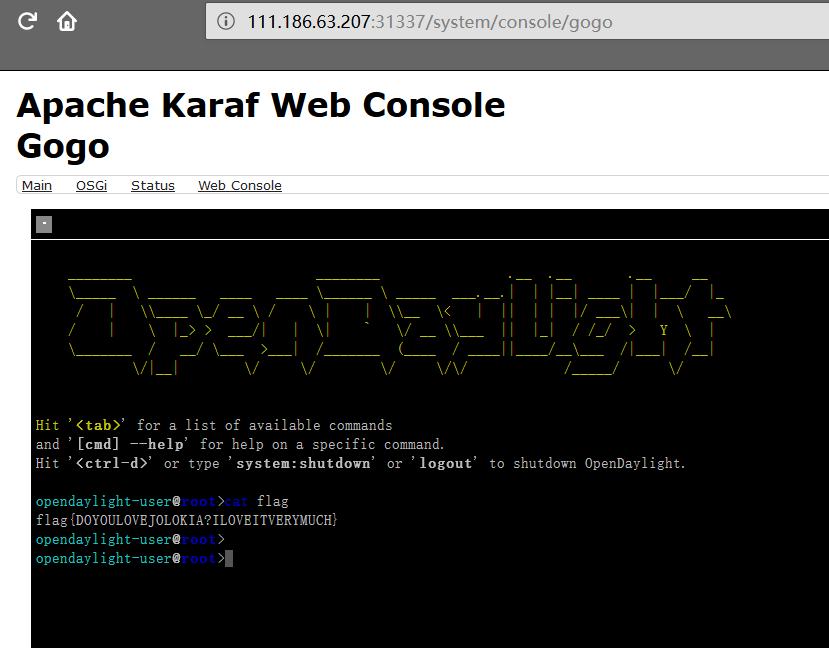 111.186.63.207:31337/system/console/gogo
Apache Karaf Web Console
Gogo
Main OSGi Status Web Console
OpenDaylight
Hit '<tab>' for a list of available commands
and '[cmd] --help' for help on a specific command.
Hit '<ctrl-d>' or type 'system:shutdown' or 'logout' to shutdown OpenDaylight.
opendaylight-user@root>cat flag
flag{DOYOULOVEJOLOKIA?ILOVEITVERYMUCH}
opendaylight-user@root>
opendaylight-user@root>